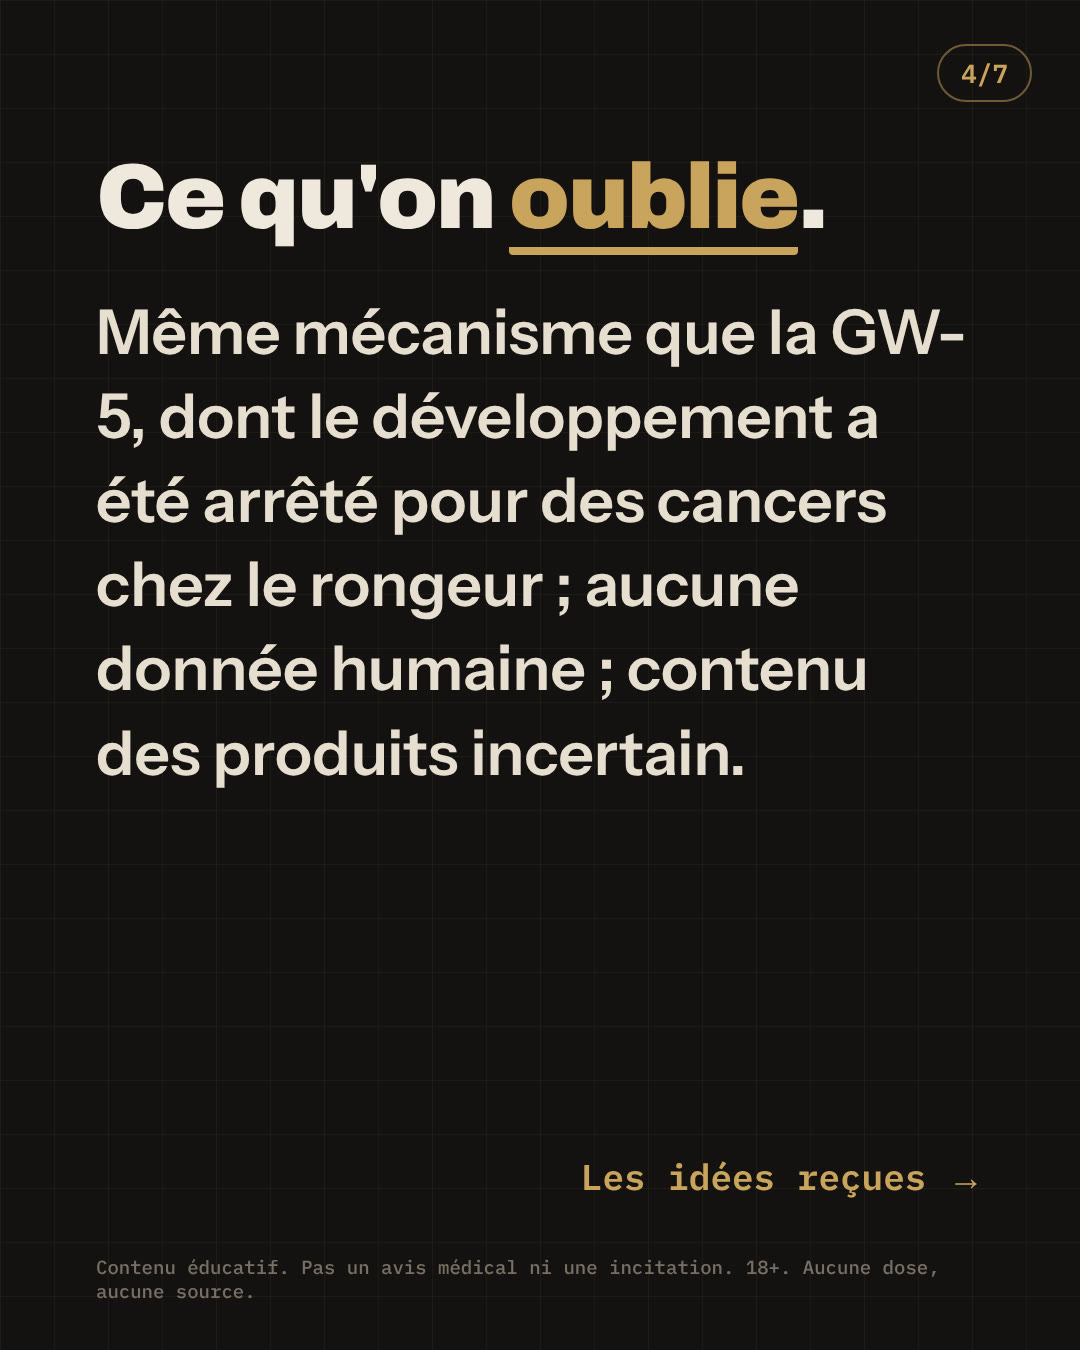 4/7
Ce qu'on oublie.
Même mécanisme que la GW-
5, dont le développement a
été arrêté pour des cancers
chez le rongeur ; aucune
donnée humaine ; contenu
des produits incertain.
Les idées reçues →
Contenu éducatif. Pas un avis médical ni une incitation. 18+. Aucune dose,
aucune source.